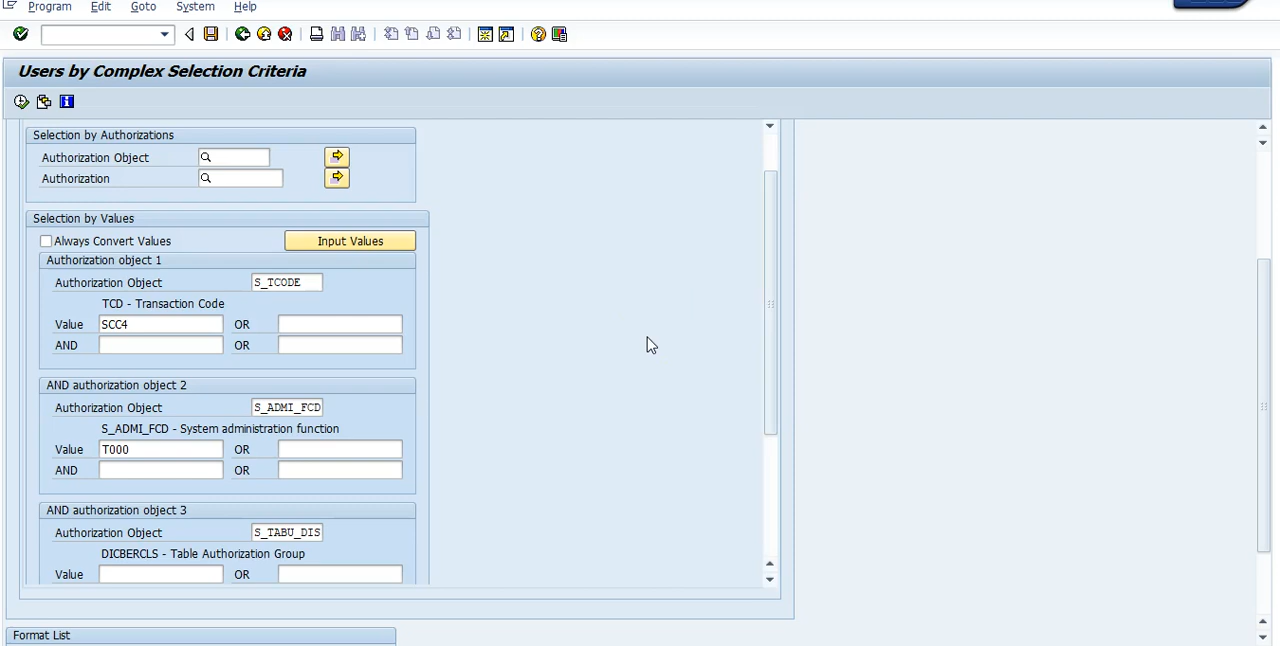 Program Edit Goto System Help
Users by Complex Selection Criteria
Selection by Authorizations
Authorization Object
Authorization
Selection by Values
Always Convert Values Input Values
Authorization object 1
Authorization Object S_TCODE
TCD - Transaction Code
Value SCC4 OR
AND OR
AND authorization object 2
Authorization Object S_ADMI_FCD
S_ADMI_FCD - System administration function
Value T000 OR
AND OR
AND authorization object 3
Authorization Object S_TABU_DIS
DICBERCLS - Table Authorization Group
Value OR
Format List